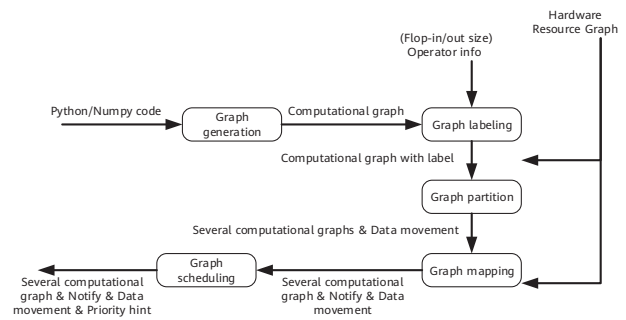 Hardware
Resource Graph
(Flop-in/out size)
Operator info
Python/Numpy code
Graph
generation
Computational graph
Graph labeling
Computational graph with label
Graph partition
Several computational graphs & Data movement
Graph mapping
Several computational
graph & Notify & Data
movement
Graph
scheduling
Several computational
graph & Notify & Data
movement & Priority hint